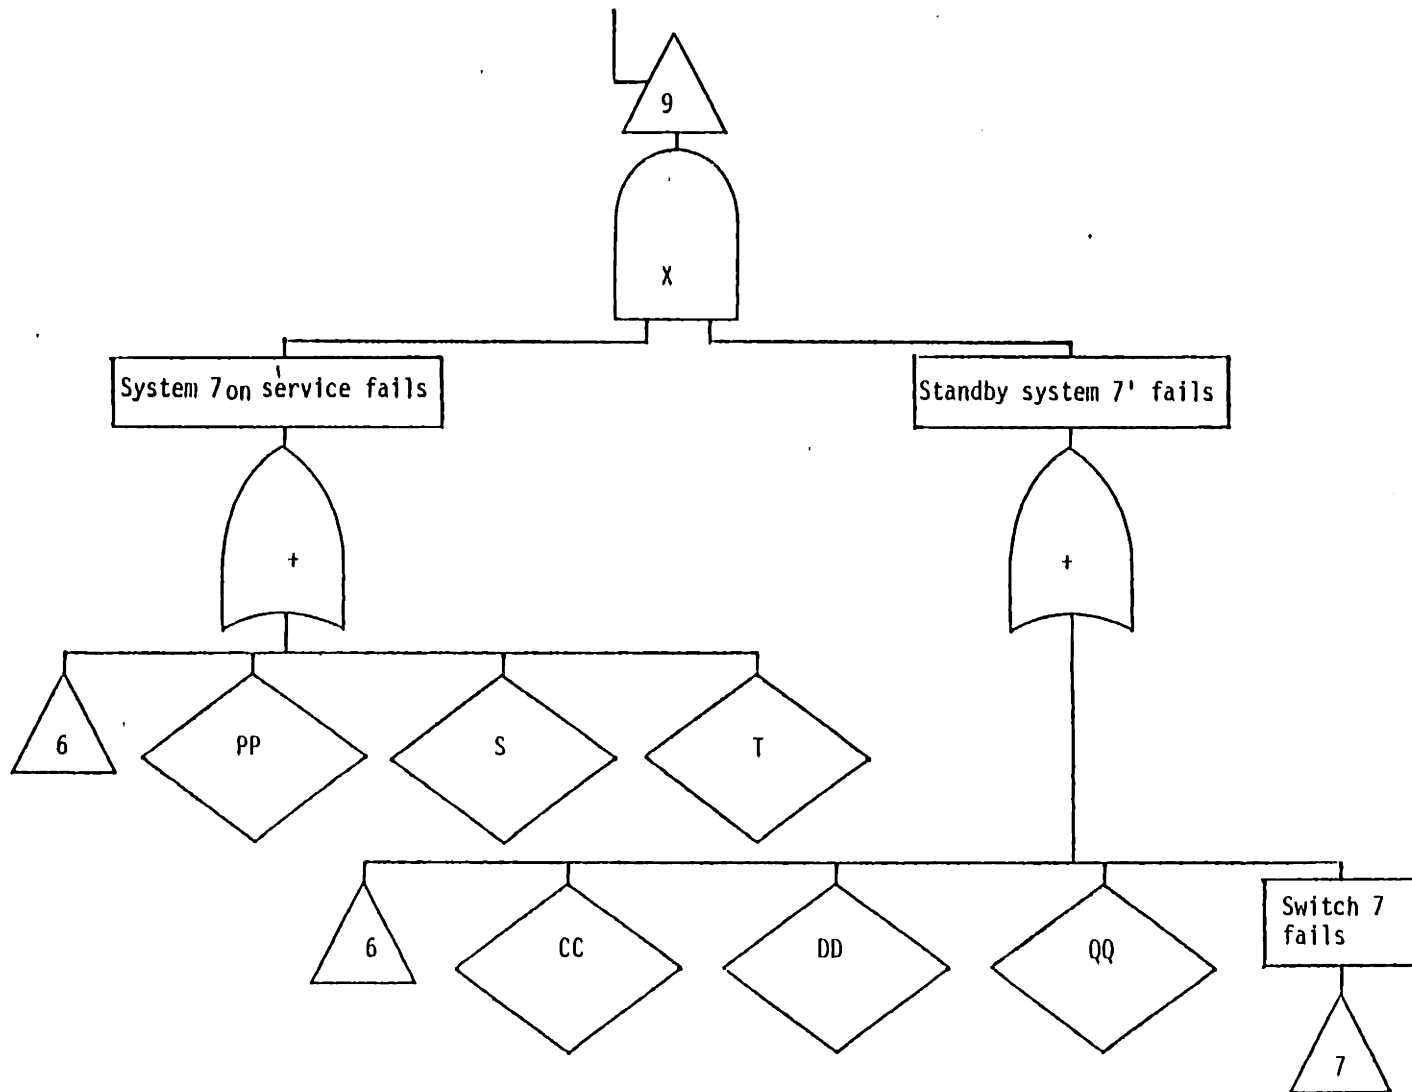 9
X
System 7 on service fails
Standby system 7' fails
+
+
6
PP
S
T
6
CC
DD
QQ
Switch 7
fails
7